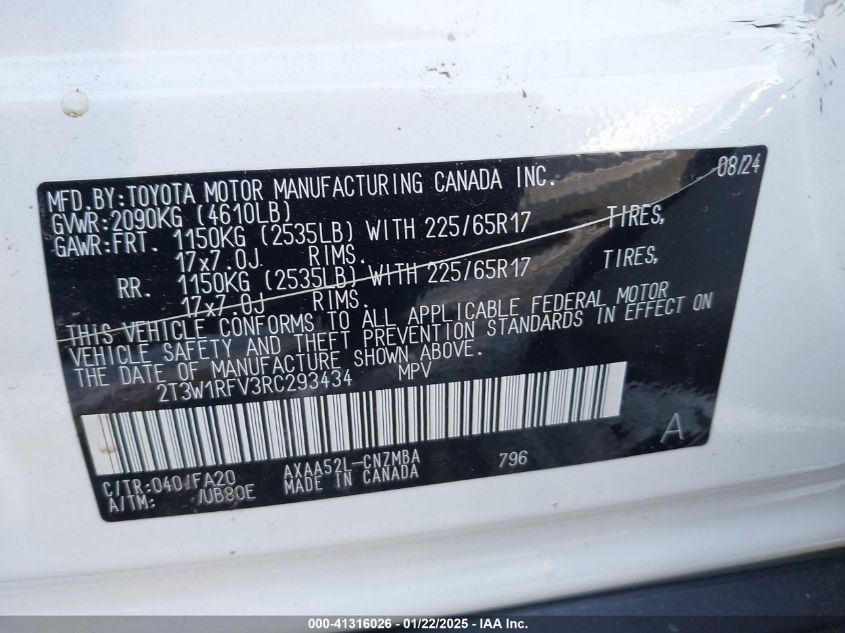 08/24
MFD.BY:TOYOTA MOTOR MANUFACTURING CANADA INC.
GVWR:2090KG (4610LB)
GAWR:FRT. 1150KG (2535LB) WITH 225/65R17 TIRES,
17x7.0J RIMS.
RR. 1150KG (2535LB) WITH 225/65R17 TIRES,
17x7.0J RIMS.
THIS VEHICLE CONFORMS TO ALL APPLICABLE FEDERAL MOTOR
VEHICLE SAFETY AND THEFT PREVENTION STANDARDS IN EFFECT ON
THE DATE OF MANUFACTURE SHOWN ABOVE.
2T3W1RFV3RC293434 MPV
A
C/TR:040/FA20 AXAA52L-CNZMBA 796
A/TM: /UB80E MADE IN CANADA
000-41316026 - 01/22/2025 - IAA Inc.